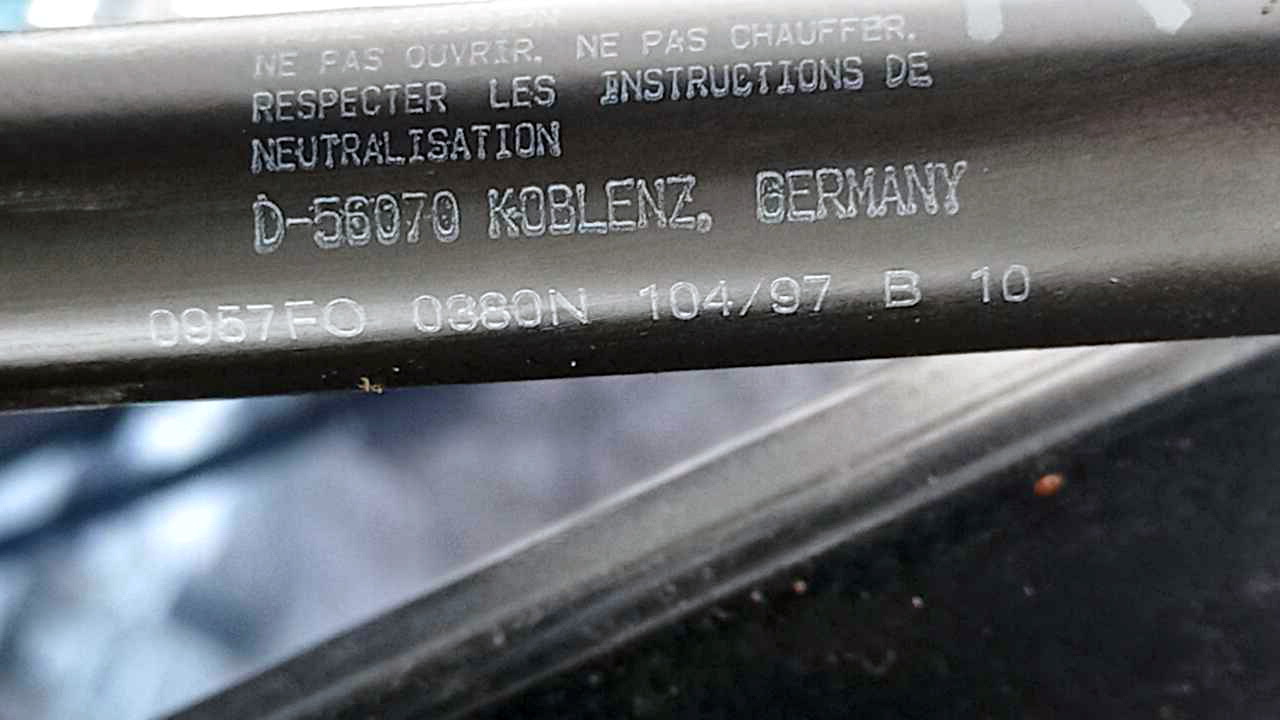 NE PAS OUVRIR. NE PAS CHAUFFER.
RESPECTER LES INSTRUCTIONS DE
NEUTRALISATION
D-56070 KOBLENZ, GERMANY
0957FO 0380N 104/97 B 10